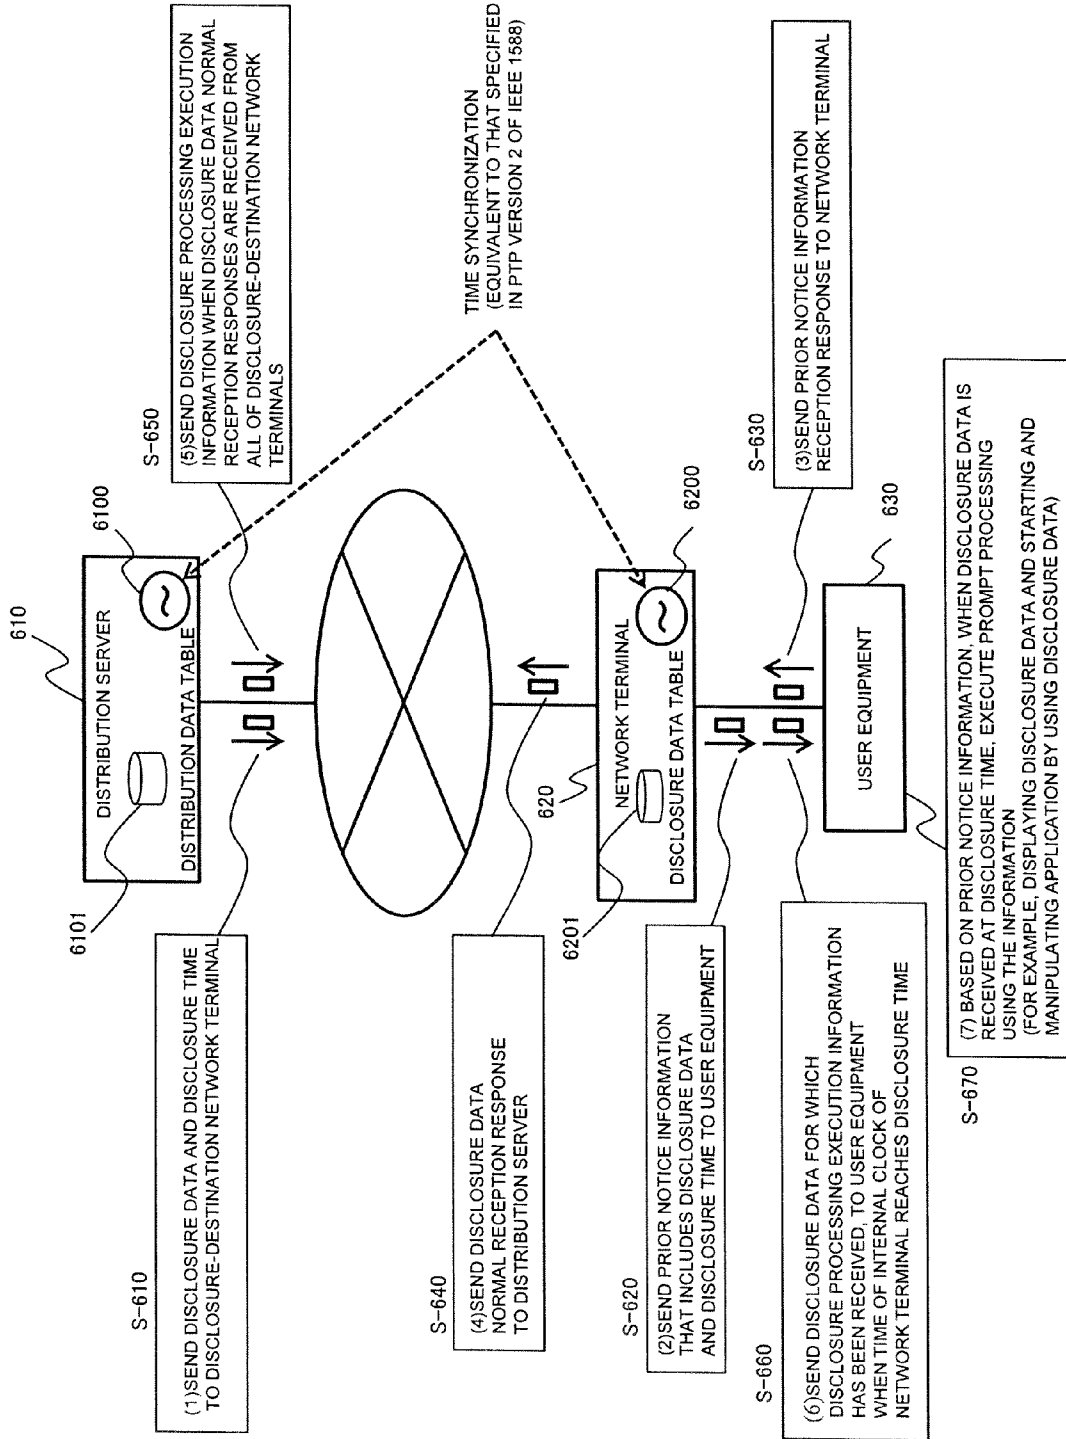 S-610
(1)SEND DISCLOSURE DATA AND DISCLOSURE TIME
TO DISCLOSURE-DESTINATION NETWORK TERMINAL
610
6101
DISTRIBUTION SERVER
DISTRIBUTION DATA TABLE
6100
S-650
(5)SEND DISCLOSURE PROCESSING EXECUTION
INFORMATION WHEN DISCLOSURE DATA NORMAL
RECEPTION RESPONSES ARE RECEIVED FROM
ALL OF DISCLOSURE-DESTINATION NETWORK
TERMINALS
TIME SYNCHRONIZATION
(EQUIVALENT TO THAT SPECIFIED
IN PTP VERSION 2 OF IEEE 1588)
S-640
(4)SEND DISCLOSURE DATA
NORMAL RECEPTION RESPONSE
TO DISTRIBUTION SERVER
620
6201
NETWORK TERMINAL
DISCLOSURE DATA TABLE
6200
S-620
(2)SEND PRIOR NOTICE INFORMATION
THAT INCLUDES DISCLOSURE DATA
AND DISCLOSURE TIME TO USER EQUIPMENT
S-630
(3)SEND PRIOR NOTICE INFORMATION
RECEPTION RESPONSE TO NETWORK TERMINAL
S-660
(6)SEND DISCLOSURE DATA FOR WHICH
DISCLOSURE PROCESSING EXECUTION INFORMATION
HAS BEEN RECEIVED, TO USER EQUIPMENT
WHEN TIME OF INTERNAL CLOCK OF
NETWORK TERMINAL REACHES DISCLOSURE TIME
USER EQUIPMENT
630
S-670
(7) BASED ON PRIOR NOTICE INFORMATION, WHEN DISCLOSURE DATA IS
RECEIVED AT DISCLOSURE TIME, EXECUTE PROMPT PROCESSING
USING THE INFORMATION
(FOR EXAMPLE, DISPLAYING DISCLOSURE DATA AND STARTING AND
MANIPULATING APPLICATION BY USING DISCLOSURE DATA)